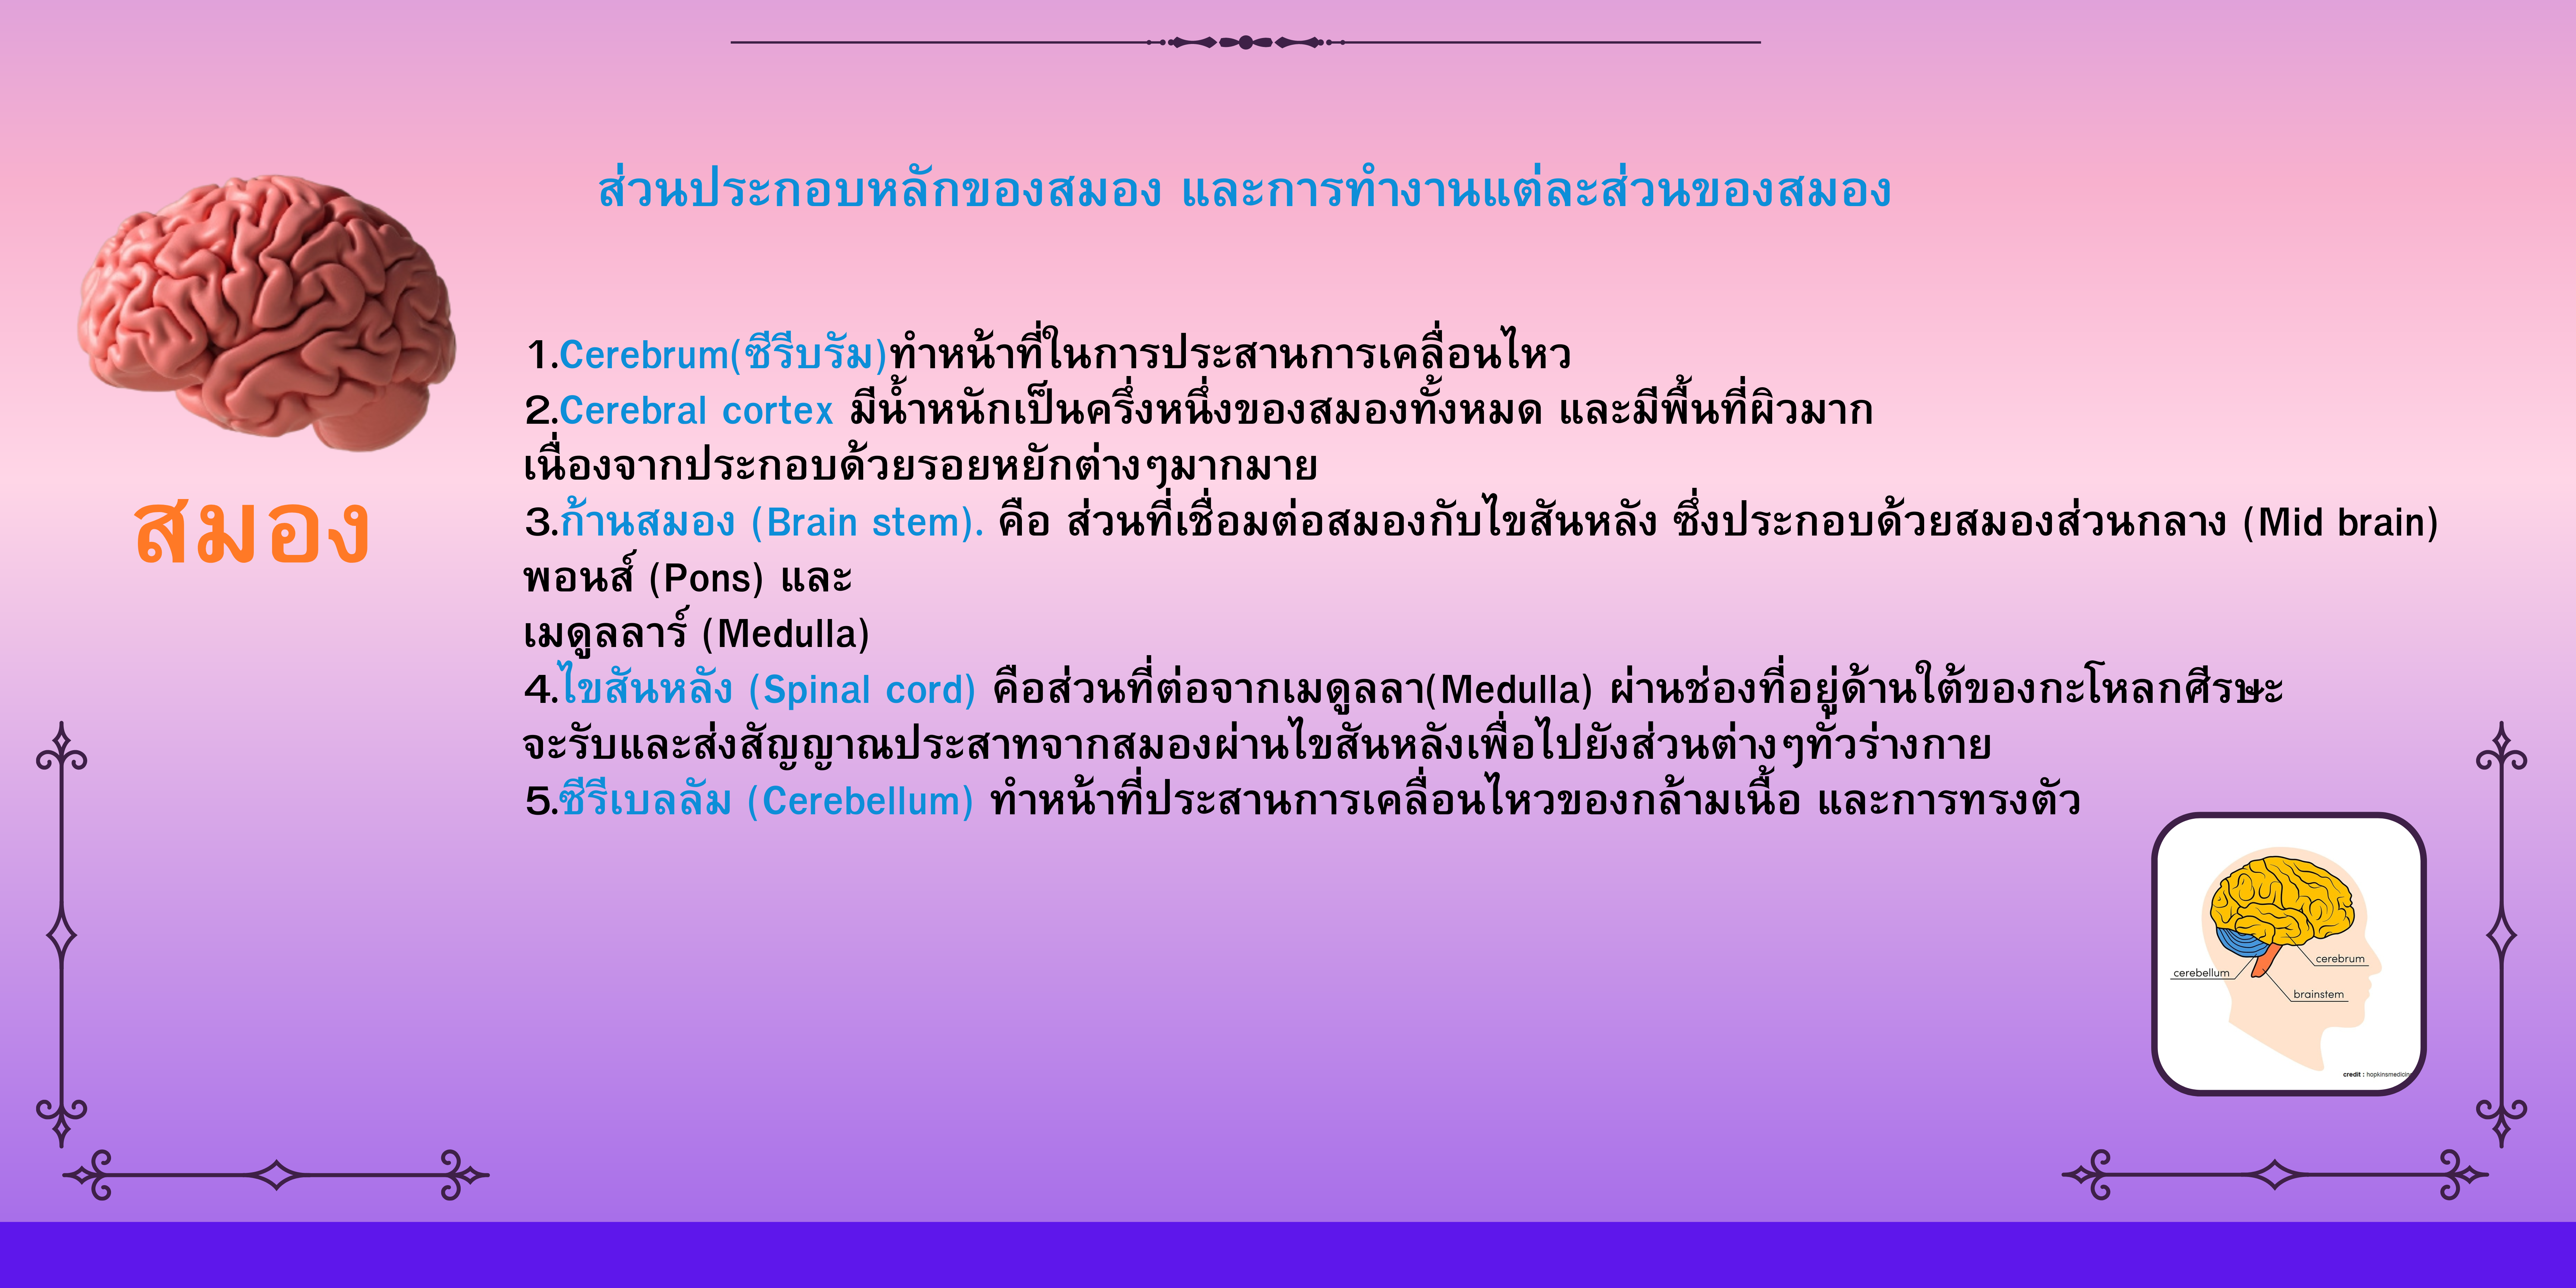 ส่วนประกอบหลักของสมอง และการทำงานแต่ละส่วนของสมอง
สมอง
1.Cerebrum(ซีรีบรัม)ทำหน้าที่ในการประสานการเคลื่อนไหว
2.Cerebral cortex มีน้ำหนักเป็นครึ่งหนึ่งของสมองทั้งหมด และมีพื้นที่ผิวมาก
เนื่องจากประกอบด้วยรอยหยักต่างๆมากมาย
3.ก้านสมอง (Brain stem). คือ ส่วนที่เชื่อมต่อสมองกับไขสันหลัง ซึ่งประกอบด้วยสมองส่วนกลาง (Mid brain)
พอนส์ (Pons) และ
เมดูลลาร์ (Medulla)
4.ไขสันหลัง (Spinal cord) คือส่วนที่ต่อจากเมดูลลา(Medulla) ผ่านช่องที่อยู่ด้านใต้ของกะโหลกศีรษะ
จะรับและส่งสัญญาณประสาทจากสมองผ่านไขสันหลังเพื่อไปยังส่วนต่างๆทั่วร่างกาย
5.ซีรีเบลลัม (Cerebellum) ทำหน้าที่ประสานการเคลื่อนไหวของกล้ามเนื้อ และการทรงตัว
cerebrum
cerebellum
brainstem
credit : hopkinsmedicin